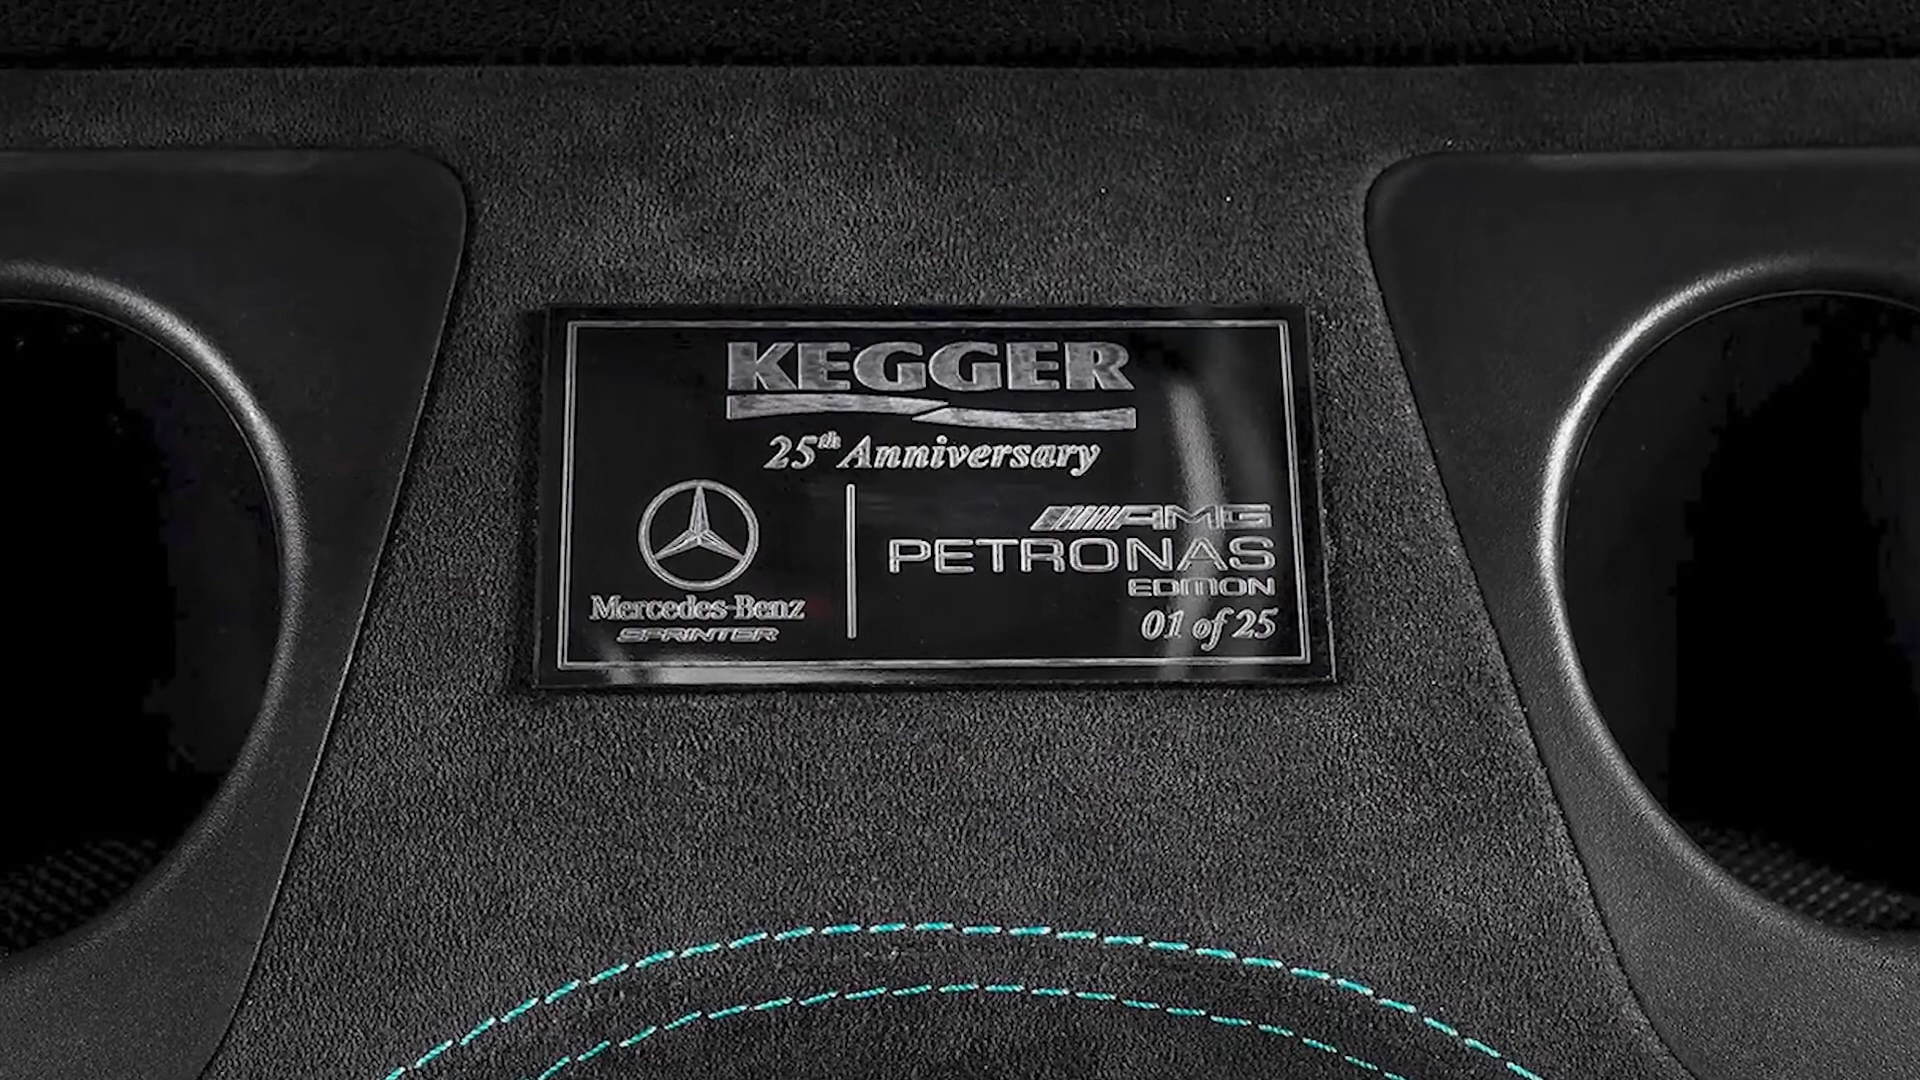 KEGGER
25th Anniversary
Mercedes-Benz
SPRINTER
AMG
PETRONAS
EDITION
01 of 25